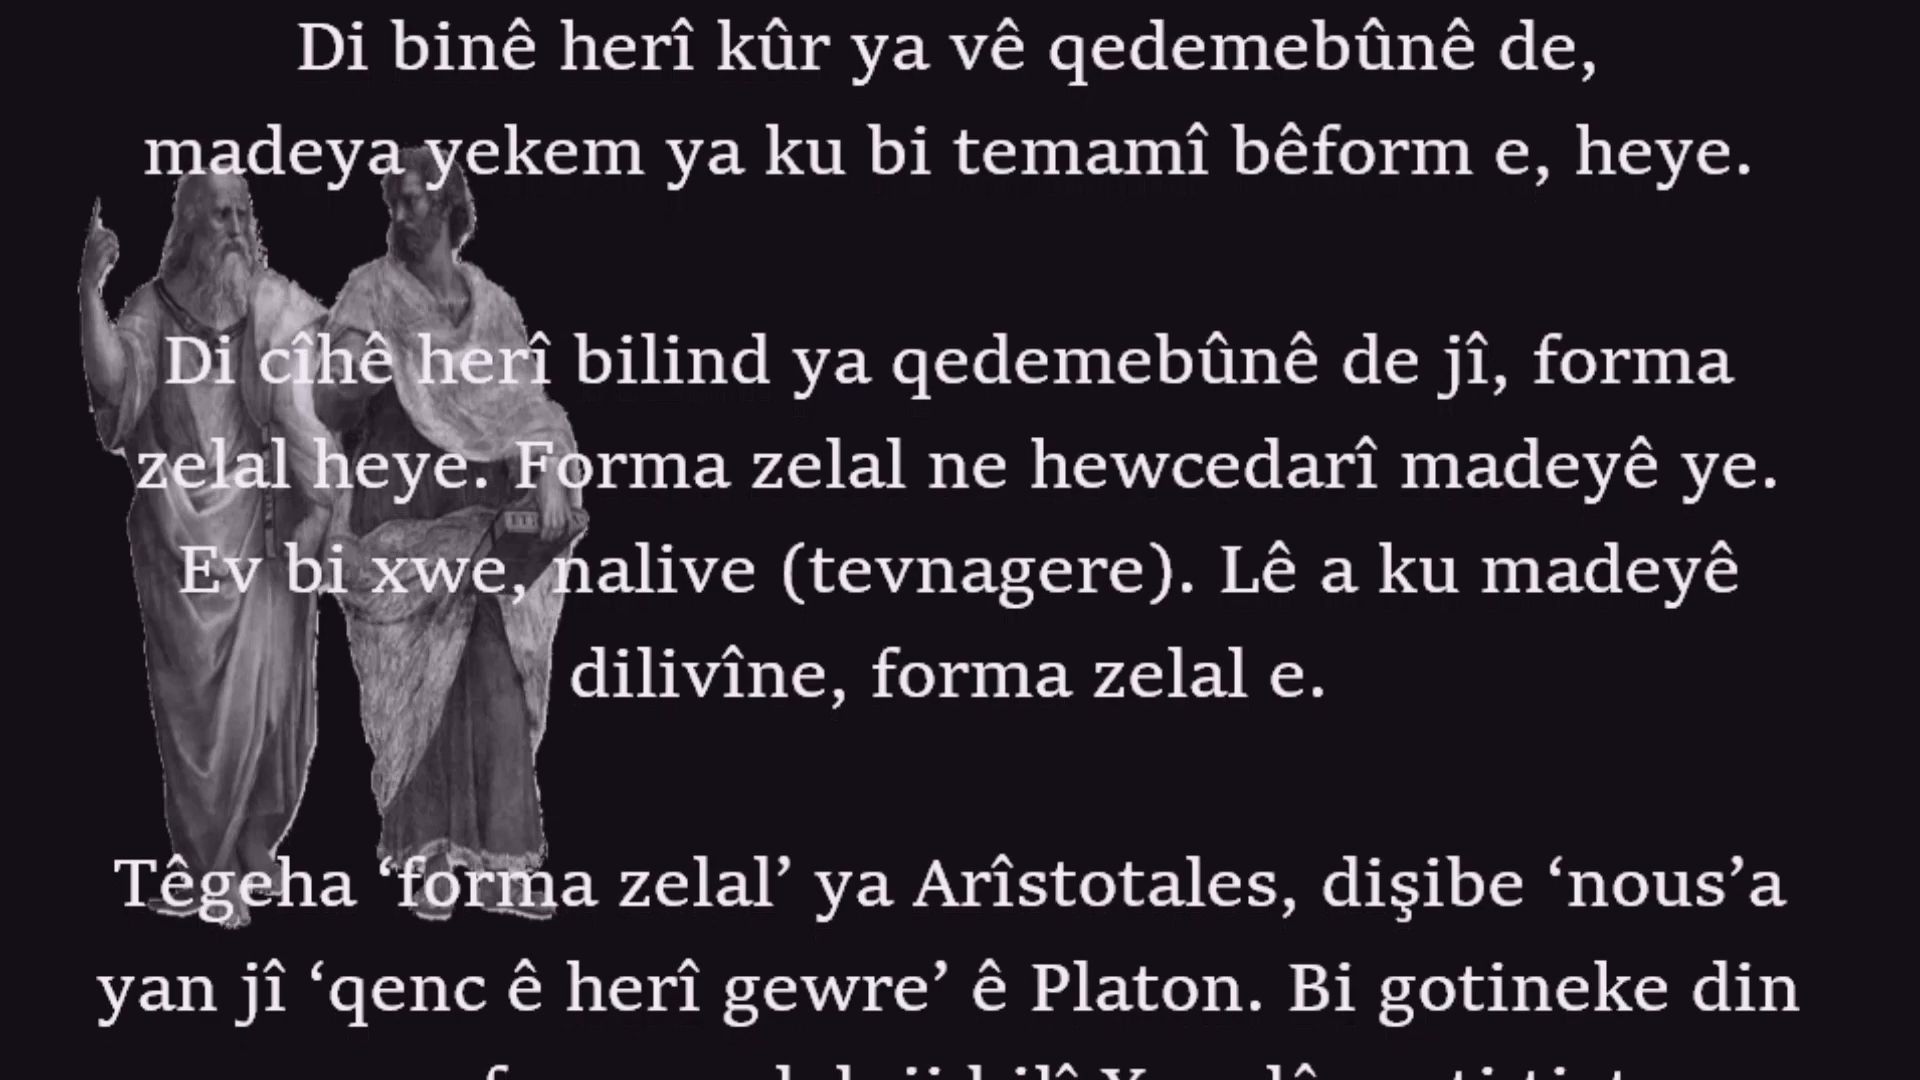 Di binê herî kûr ya vê qedemebûnê de,
madeya yekem ya ku bi temamî bêform e, heye.
Di cîhê herî bilind ya qedemebûnê de jî, forma
zelal heye. Forma zelal ne hewcedarî madeyê ye.
Ev bi xwe, nalive (tevnagere). Lê a ku madeyê
dilivîne, forma zelal e.
Têgeha ‘forma zelal’ ya Arîstotales, dişibe ‘nous’a
yan jî ‘qenc ê herî gewre’ ê Platon. Bi gotineke din